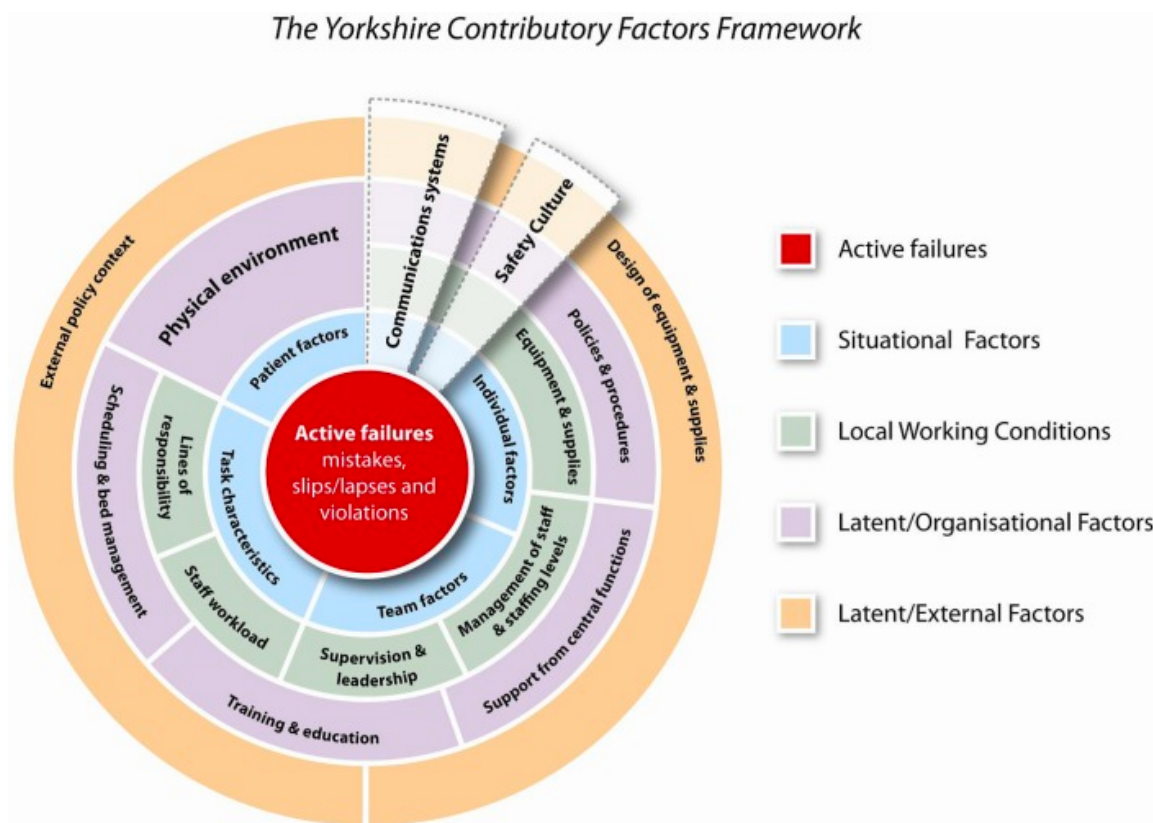 The Yorkshire Contributory Factors Framework
External policy context
Physical environment
Patient factors
Communications systems
Safety Culture
Design of equipment & supplies
Policies & procedures
Equipment & supplies
Individual factors
Scheduling & bed management
Lines of
responsibility
Task characteristics
Active failures
mistakes,
slips/lapses and
violations
Staff workload
Team factors
Management of staff
& staffing levels
Supervision &
leadership
Support from central functions
Training & education
Active failures
Situational Factors
Local Working Conditions
Latent/Organisational Factors
Latent/External Factors